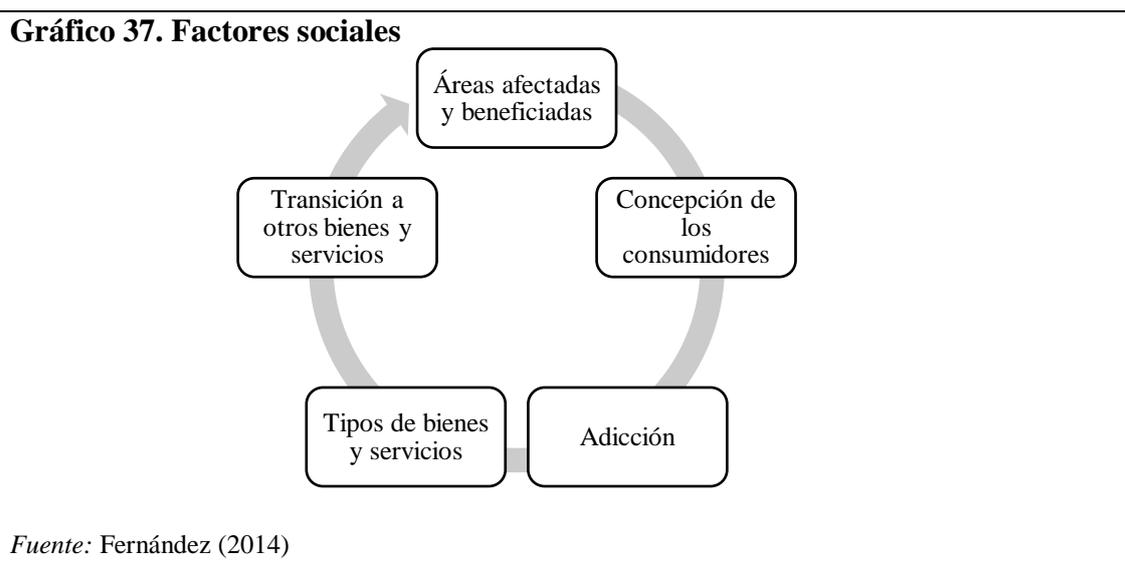 Gráfico 37. Factores sociales
Áreas afectadas
y beneficiadas
Concepción de
los
consumidores
Adicción
Tipos de bienes
y servicios
Transición a
otros bienes y
servicios
Fuente: Fernández (2014)